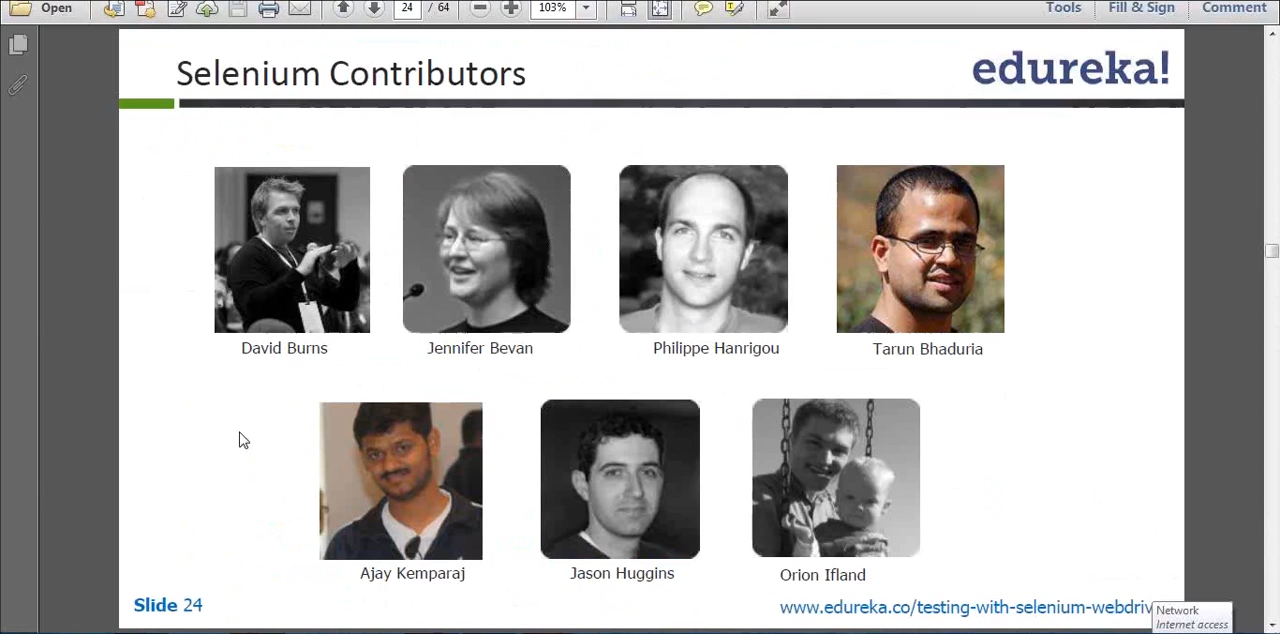 Open 24 / 64 103% Tools Fill & Sign Comment
Selenium Contributors
edureka!
David Burns
Jennifer Bevan
Philippe Hanrigou
Tarun Bhaduria
Ajay Kemparaj
Jason Huggins
Orion Ifland
Slide 24
www.edureka.co/testing-with-selenium-webdriv
Network
Internet access